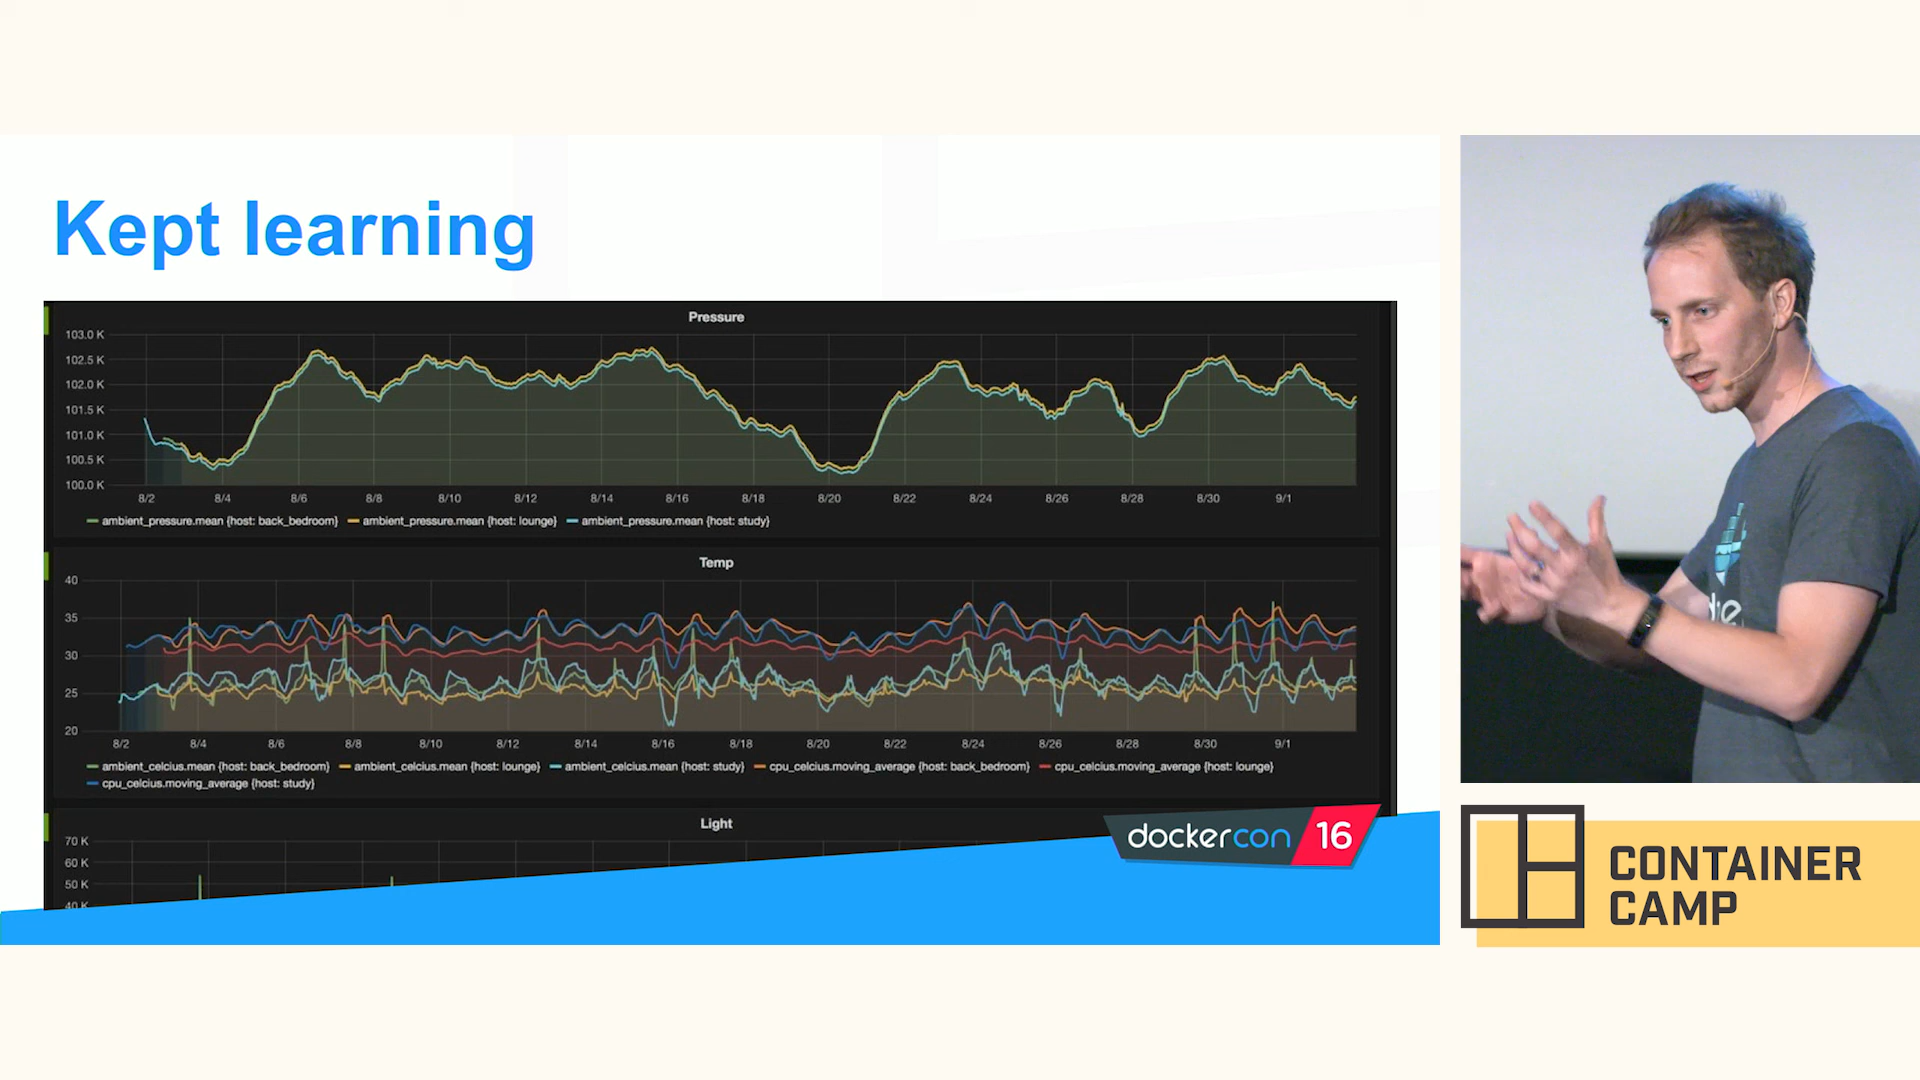 Kept learning
Pressure
103.0 K
102.5 K
102.0 K
101.5 K
101.0 K
100.5 K
100.0 K
8/2 8/4 8/6 8/8 8/10 8/12 8/14 8/16 8/18 8/20 8/22 8/24 8/26 8/28 8/30 9/1
ambient_pressure.mean {host: back_bedroom} ambient_pressure.mean {host: lounge} ambient_pressure.mean {host: study}
Temp
40
35
30
25
20
8/2 8/4 8/6 8/8 8/10 8/12 8/14 8/16 8/18 8/20 8/22 8/24 8/26 8/28 8/30 9/1
ambient_celcius.mean {host: back_bedroom} ambient_celcius.mean {host: lounge} ambient_celcius.mean {host: study} cpu_celcius.moving_average {host: back_bedroom} cpu_celcius.moving_average {host: lounge}
cpu_celcius.moving_average {host: study}
Light
70 K
60 K
50 K
40 K
dockercon 16
CONTAINER
CAMP